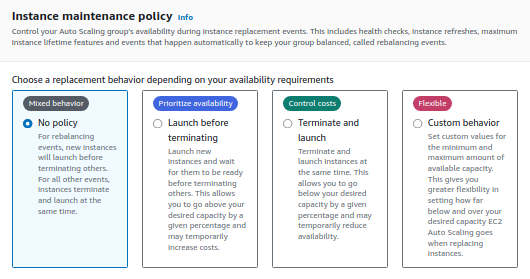 Instance maintenance policy Info
Control your Auto Scaling group's availability during instance replacement events. This includes health checks, instance refreshes, maximum
instance lifetime features and events that happen automatically to keep your group balanced, called rebalancing events.
Choose a replacement behavior depending on your availability requirements
Mixed behavior
No policy
For rebalancing
events, new instances
will launch before
terminating others.
For all other events,
instances terminate
and launch at the
same time.
Prioritize availability
Launch before
terminating
Launch new
instances and wait
for them to be ready
before terminating
others. This allows
you to go above your
desired capacity by a
given percentage and
may temporarily
increase costs.
Control costs
Terminate and
launch
Terminate and
launch instances at
the same time. This
allows you to go
below your desired
capacity by a given
percentage and may
temporarily reduce
availability.
Flexible
Custom behavior
Set custom values for
the minimum and
maximum amount of
available capacity.
This gives you
greater flexibility in
setting how far
below and over your
desired capacity EC2
Auto Scaling goes
when replacing
instances.